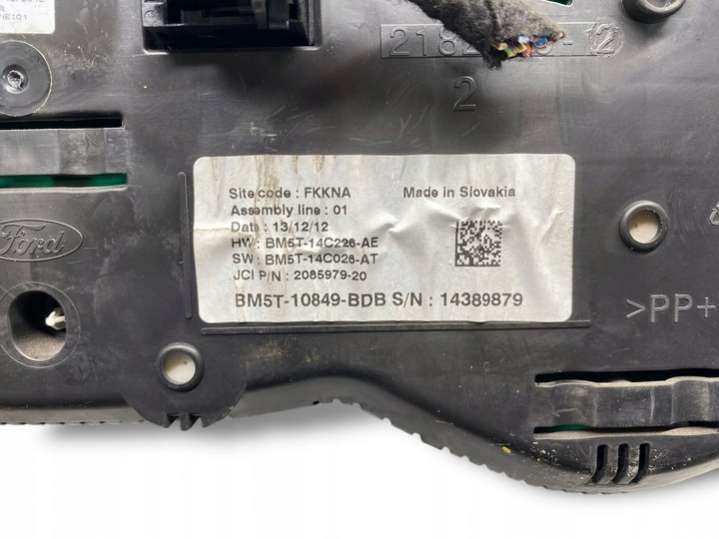 2
Site code : FKKNA
Made in Slovakia
Assembly line : 01
Date : 13/12/12
HW : BM5T-14C226-AE
SW : BM5T-14C026-AT
JCI P/N : 2085979-20
BM5T-10849-BDB S/N : 14389879
Ford
>PP+